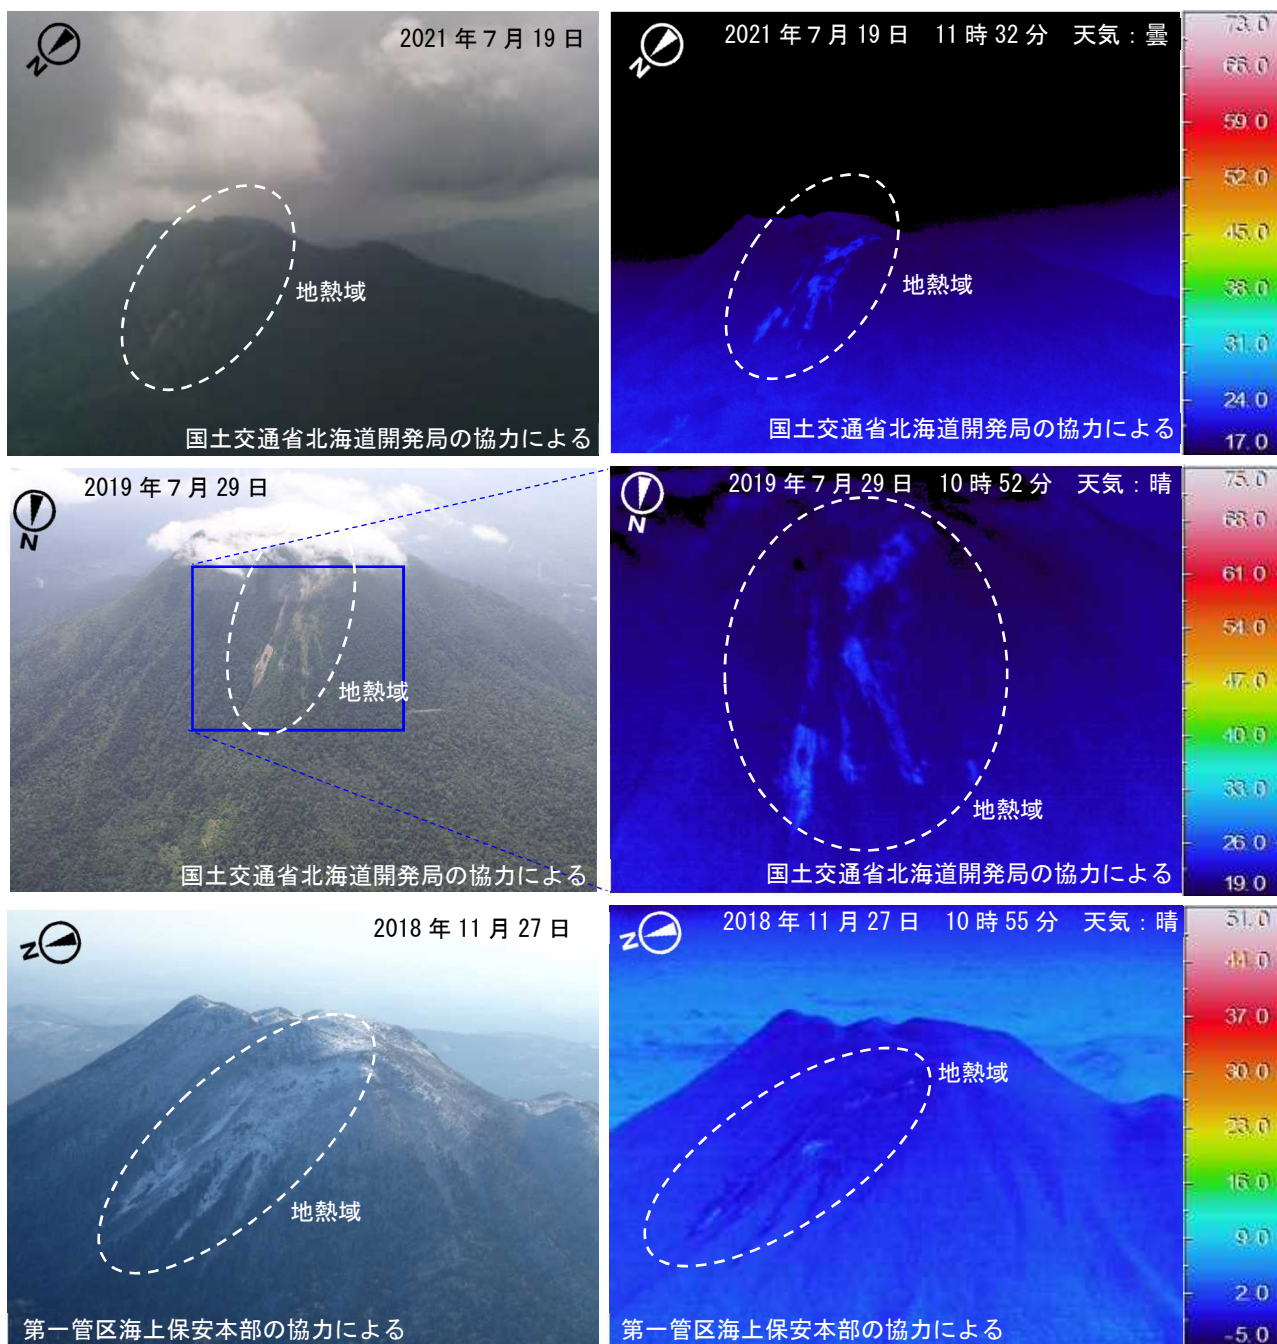 N
2021年7月19日
地熱域
国土交通省北海道開発局の協力による
N
2021年7月19日　11時32分　天気：曇
地熱域
国土交通省北海道開発局の協力による
73.0
66.0
59.0
52.0
45.0
38.0
31.0
24.0
17.0
N
2019年7月29日
地熱域
国土交通省北海道開発局の協力による
N
2019年7月29日　10時52分　天気：晴
地熱域
国土交通省北海道開発局の協力による
75.0
68.0
61.0
54.0
47.0
40.0
33.0
26.0
19.0
N
2018年11月27日
地熱域
第一管区海上保安本部の協力による
N
2018年11月27日　10時55分　天気：晴
地熱域
第一管区海上保安本部の協力による
51.0
44.0
37.0
30.0
23.0
16.0
9.0
2.0
-5.0